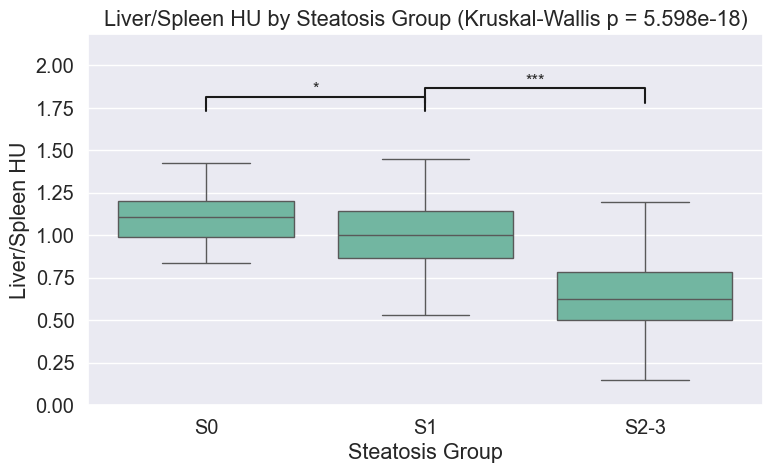 Liver/Spleen HU by Steatosis Group (Kruskal-Wallis p = 5.598e-18)
2.00
1.75
1.50
1.25
1.00
0.75
0.50
0.25
0.00
Liver/Spleen HU
*
***
S0 S1 S2-3
Steatosis Group